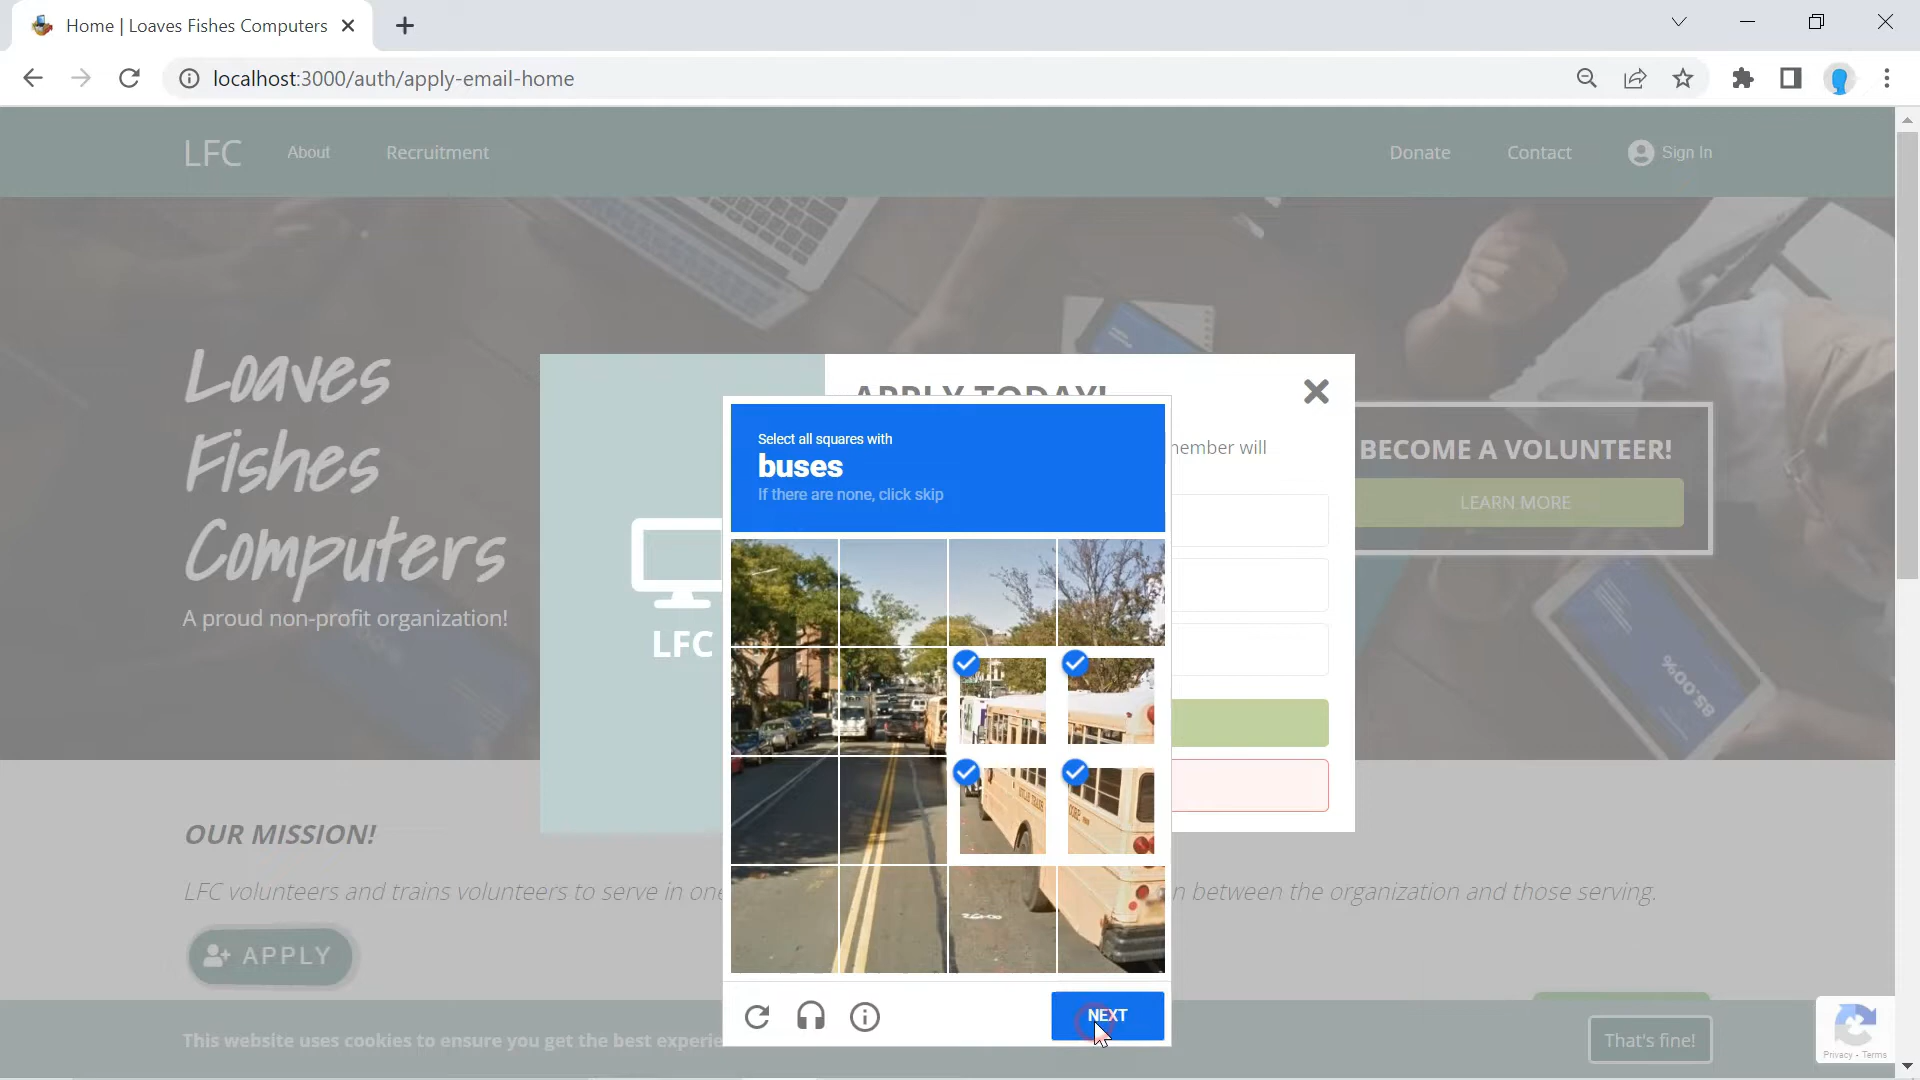 Home | Loaves Fishes Computers
localhost:3000/auth/apply-email-home
LFC
About
Recruitment
Donate
Contact
Sign In
Loaves
Fishes
Computers
A proud non-profit organization!
LFC
APPLY TODAY!
member will
BECOME A VOLUNTEER!
LEARN MORE
Select all squares with
buses
If there are none, click skip
85.00%
OUR MISSION!
LFC volunteers and trains volunteers to serve in one
n between the organization and those serving.
APPLY
NEXT
This website uses cookies to ensure you get the best experie
That's fine!
Privacy - Terms